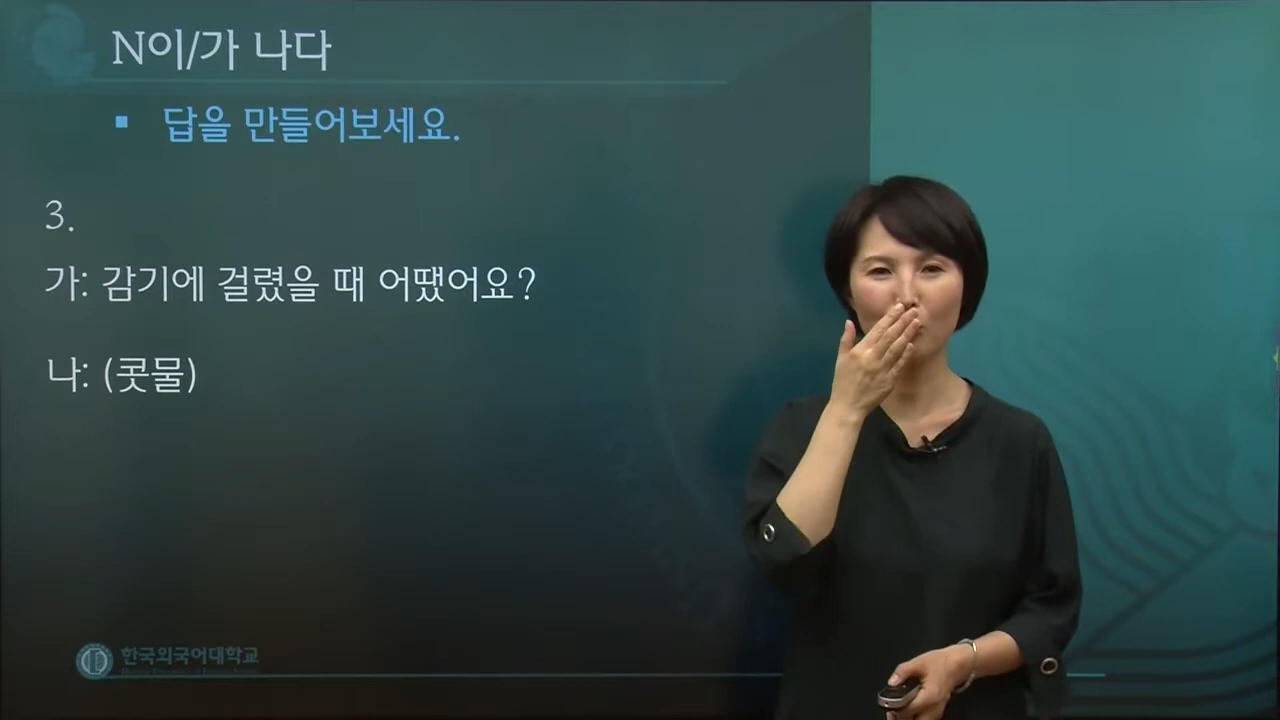 N이/가 나다
▪ 답을 만들어보세요.
3.
가: 감기에 걸렸을 때 어땠어요?
나: (콧물)
한국외국어대학교